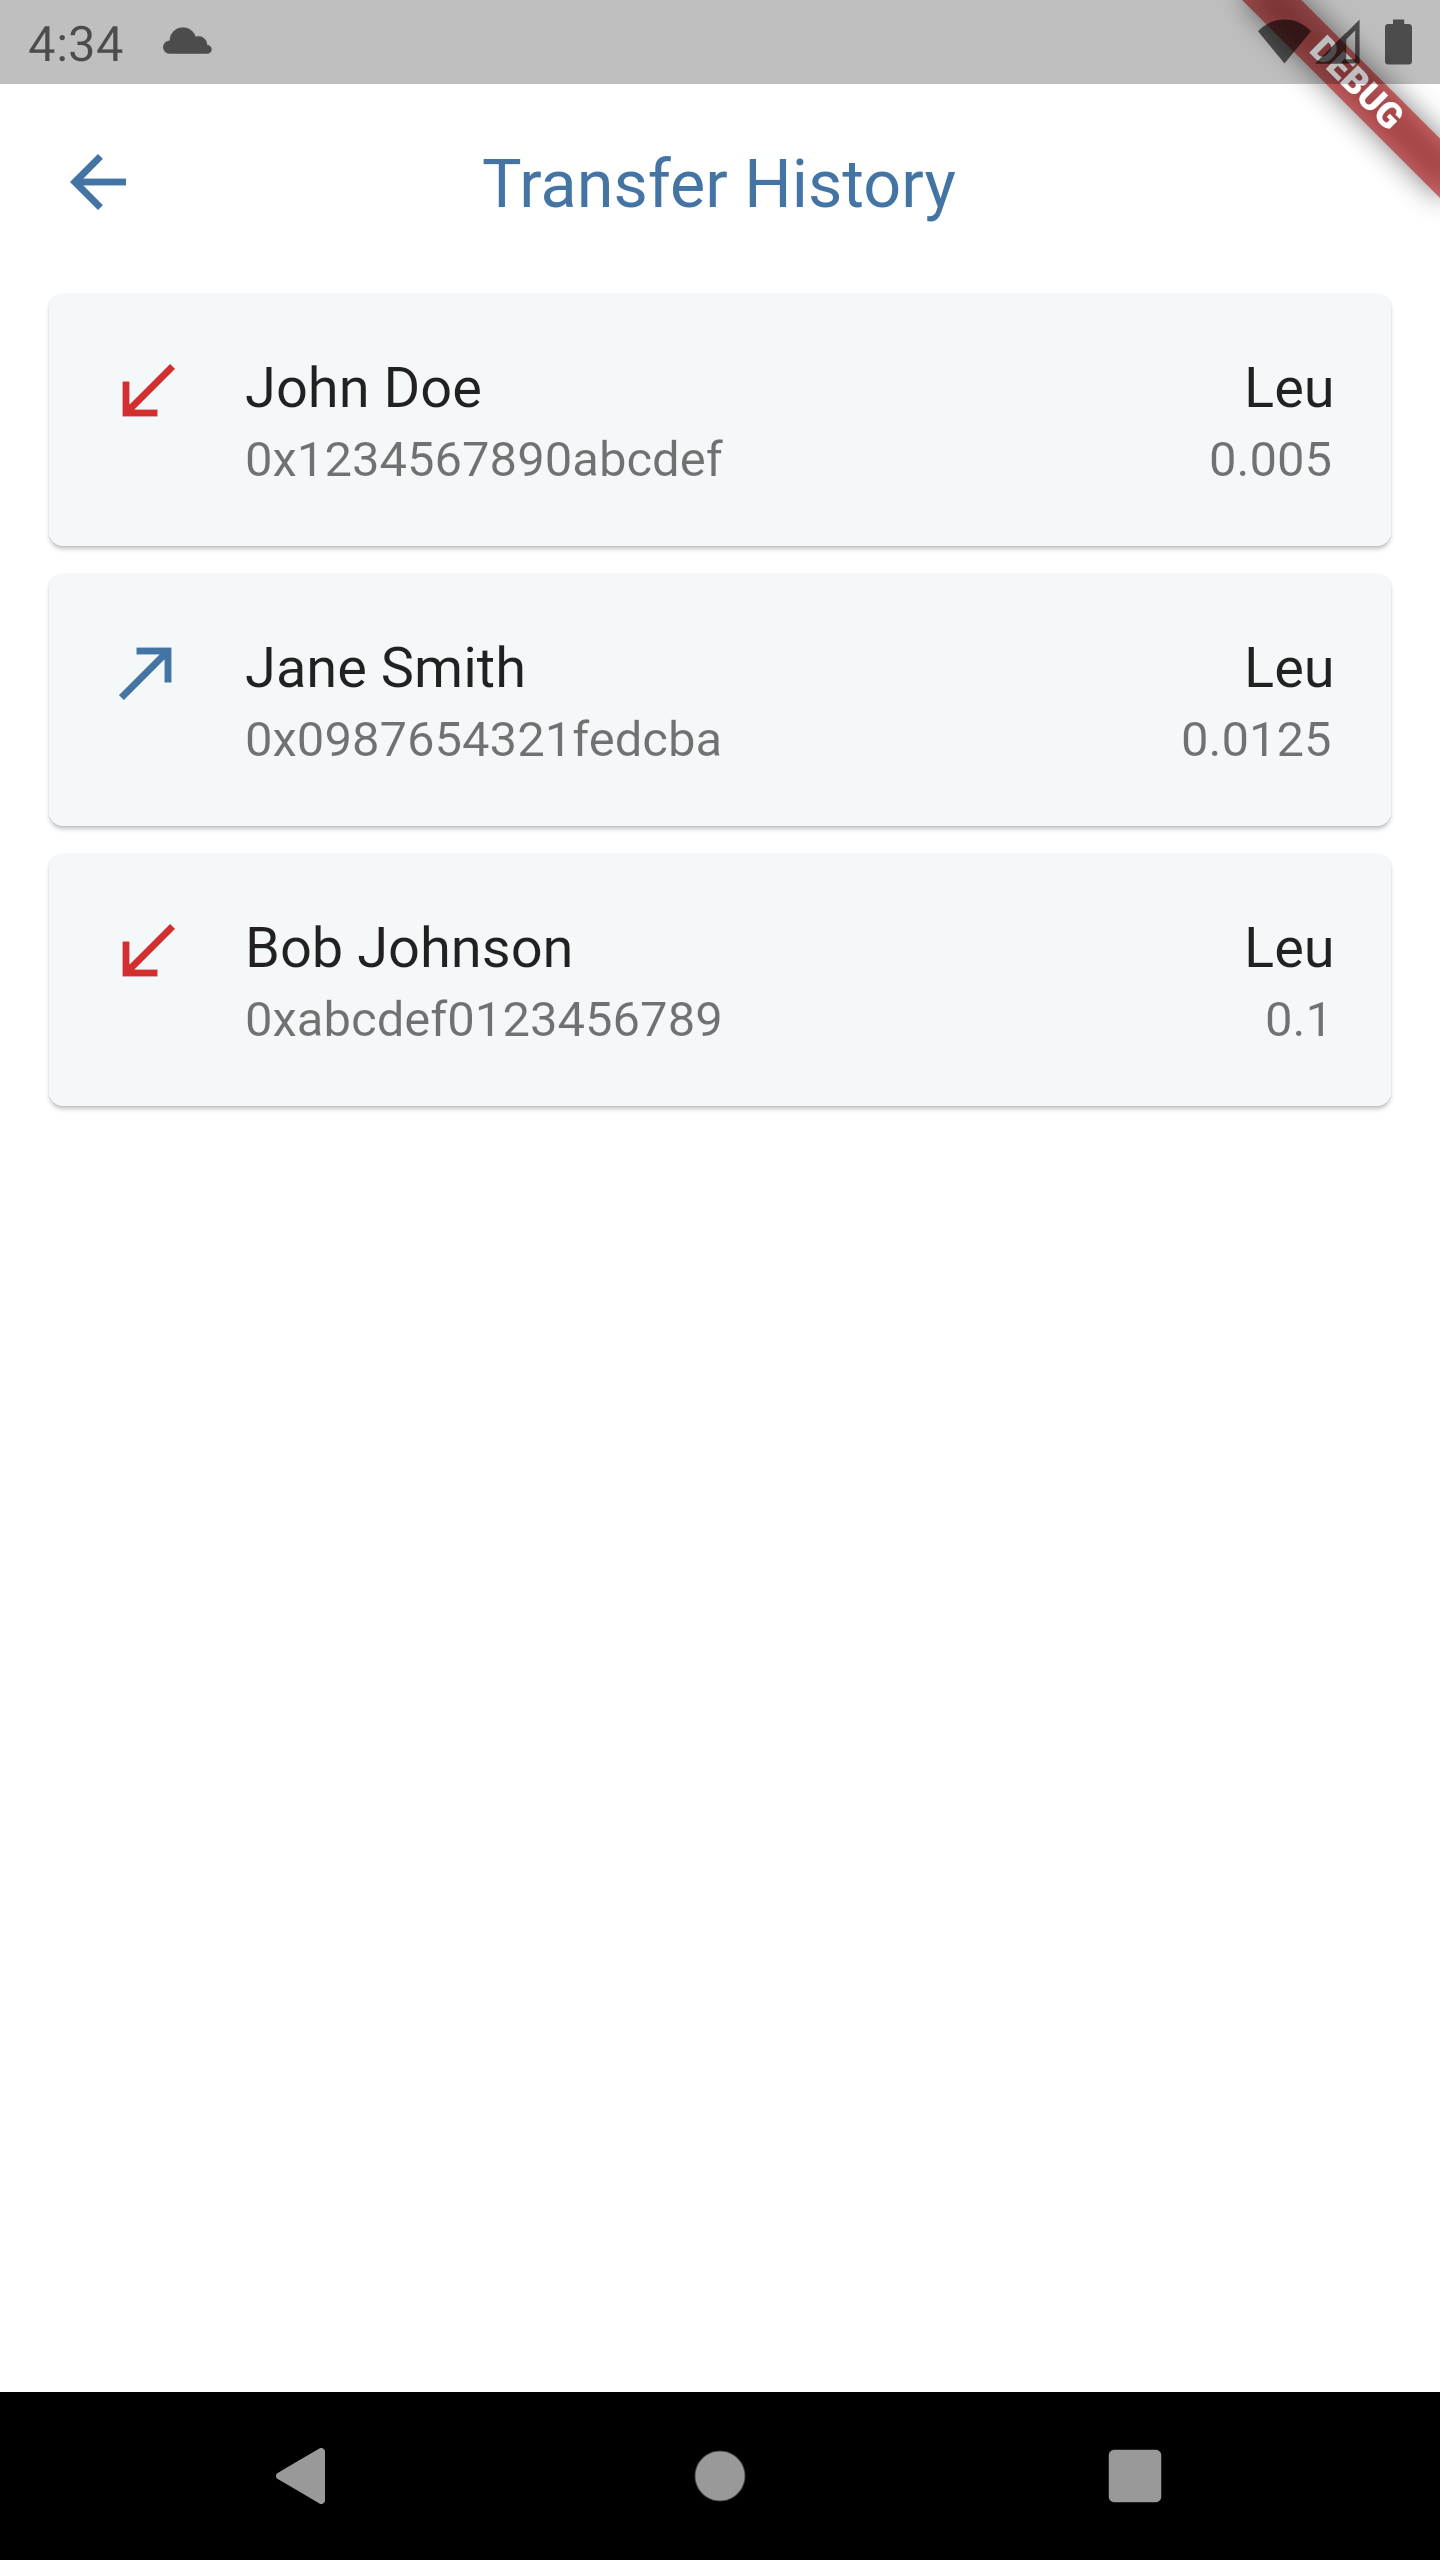 4:34
DEBUG
Transfer History
John Doe
Leu
0x1234567890abcdef
0.005
Jane Smith
Leu
0x0987654321fedcba
0.0125
Bob Johnson
Leu
0xabcdef0123456789
0.1